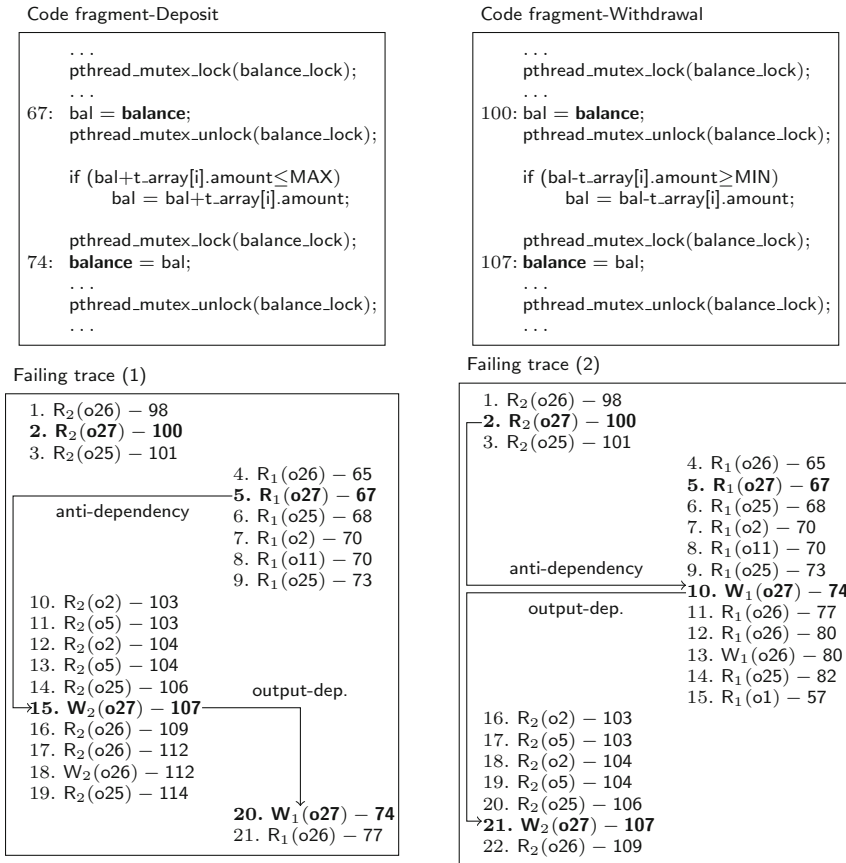 Code fragment-Deposit
...
pthread_mutex_lock(balance_lock);
...
67: bal = balance;
pthread_mutex_unlock(balance_lock);
if (bal+t_array[i].amount≤MAX)
bal = bal+t_array[i].amount;
pthread_mutex_lock(balance_lock);
74: balance = bal;
...
pthread_mutex_unlock(balance_lock);
...
Code fragment-Withdrawal
...
pthread_mutex_lock(balance_lock);
...
100: bal = balance;
pthread_mutex_unlock(balance_lock);
if (bal-t_array[i].amount≥MIN)
bal = bal-t_array[i].amount;
pthread_mutex_lock(balance_lock);
107: balance = bal;
...
pthread_mutex_unlock(balance_lock);
...
Failing trace (1)
1. R₂(o26) – 98
2. R₂(o27) – 100
3. R₂(o25) – 101
4. R₁(o26) – 65
5. R₁(o27) – 67
anti-dependency
6. R₁(o25) – 68
7. R₁(o2) – 70
8. R₁(o11) – 70
9. R₁(o25) – 73
10. R₂(o2) – 103
11. R₂(o5) – 103
12. R₂(o2) – 104
13. R₂(o5) – 104
14. R₂(o25) – 106
output-dep.
15. W₂(o27) – 107
16. R₂(o26) – 109
17. R₂(o26) – 112
18. W₂(o26) – 112
19. R₂(o25) – 114
20. W₁(o27) – 74
21. R₁(o26) – 77
Failing trace (2)
1. R₂(o26) – 98
2. R₂(o27) – 100
3. R₂(o25) – 101
4. R₁(o26) – 65
5. R₁(o27) – 67
6. R₁(o25) – 68
7. R₁(o2) – 70
8. R₁(o11) – 70
anti-dependency
9. R₁(o25) – 73
10. W₁(o27) – 74
output-dep.
11. R₁(o26) – 77
12. R₁(o26) – 80
13. W₁(o26) – 80
14. R₁(o25) – 82
15. R₁(o1) – 57
16. R₂(o2) – 103
17. R₂(o5) – 103
18. R₂(o2) – 104
19. R₂(o5) – 104
20. R₂(o25) – 106
21. W₂(o27) – 107
22. R₂(o26) – 109